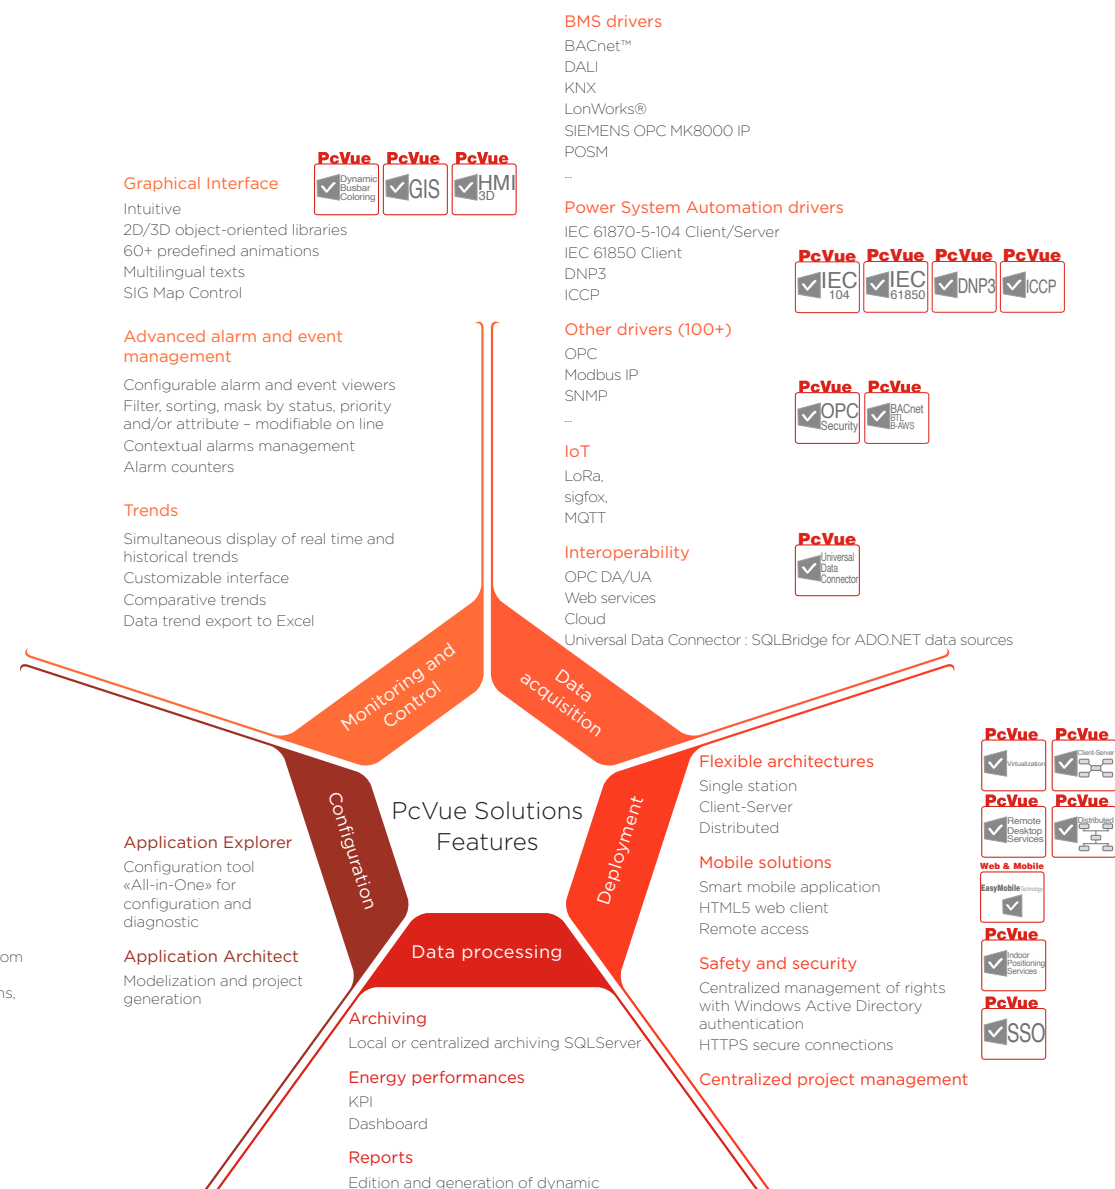 BMS drivers
BACnet™
DALI
KNX
LonWorks®
SIEMENS OPC MK8000 IP
POSM
...
PcVue PcVue PcVue
Dynamic
Busbar
Coloring
GIS
HMI
3D
Graphical Interface
Intuitive
2D/3D object-oriented libraries
60+ predefined animations
Multilingual texts
SIG Map Control
Power System Automation drivers
IEC 61870-5-104 Client/Server
IEC 61850 Client
DNP3
ICCP
PcVue PcVue PcVue PcVue
IEC
104
IEC
61850
DNP3
ICCP
Advanced alarm and event
management
Configurable alarm and event viewers
Filter, sorting, mask by status, priority
and/or attribute – modifiable on line
Contextual alarms management
Alarm counters
Other drivers (100+)
OPC
Modbus IP
SNMP
...
PcVue PcVue
OPC
Security
BACnet
BTL
B-AWS
IoT
LoRa,
sigfox,
MQTT
Trends
Simultaneous display of real time and
historical trends
Customizable interface
Comparative trends
Data trend export to Excel
Interoperability
OPC DA/UA
Web services
Cloud
Universal Data Connector : SQLBridge for ADO.NET data sources
PcVue
Universal
Data
Connector
Monitoring and
Control
Data
acquisition
Configuration
PcVue Solutions
Features
Deployment
Data processing
Flexible architectures
Single station
Client-Server
Distributed
PcVue PcVue
Virtualization
Client-Server
PcVue PcVue
Remote
Desktop
Services
Distributed
Mobile solutions
Smart mobile application
HTML5 web client
Remote access
Web & Mobile
EasyMobile Technology
PcVue
Indoor
Positioning
Services
Safety and security
Centralized management of rights
with Windows Active Directory
authentication
HTTPS secure connections
PcVue
SSO
Centralized project management
Application Explorer
Configuration tool
«All-in-One» for
configuration and
diagnostic
Application Architect
Modelization and project
generation
om
ns,
Archiving
Local or centralized archiving SQLServer
Energy performances
KPI
Dashboard
Reports
Edition and generation of dynamic